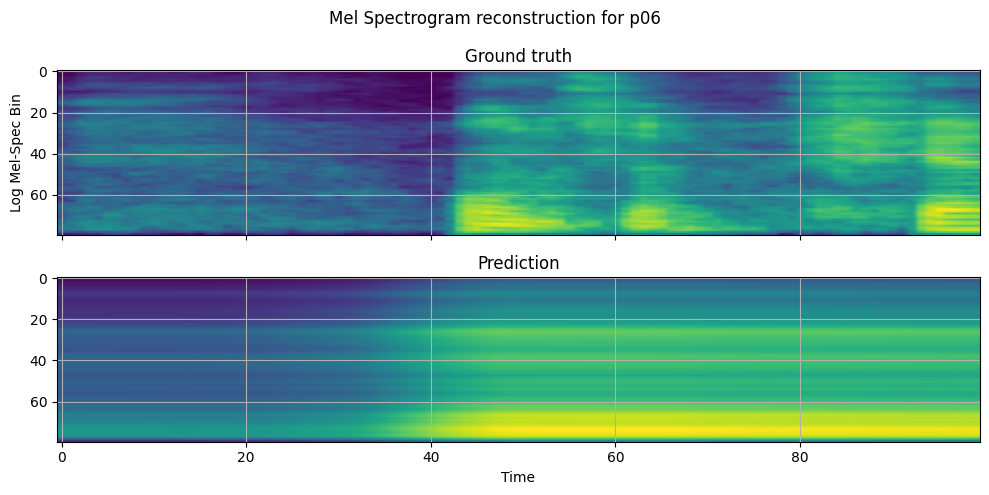 Mel Spectrogram reconstruction for p06
Ground truth
0
20
40
60
Log Mel-Spec Bin
Prediction
0
20
40
60
0 20 40 60 80
Time